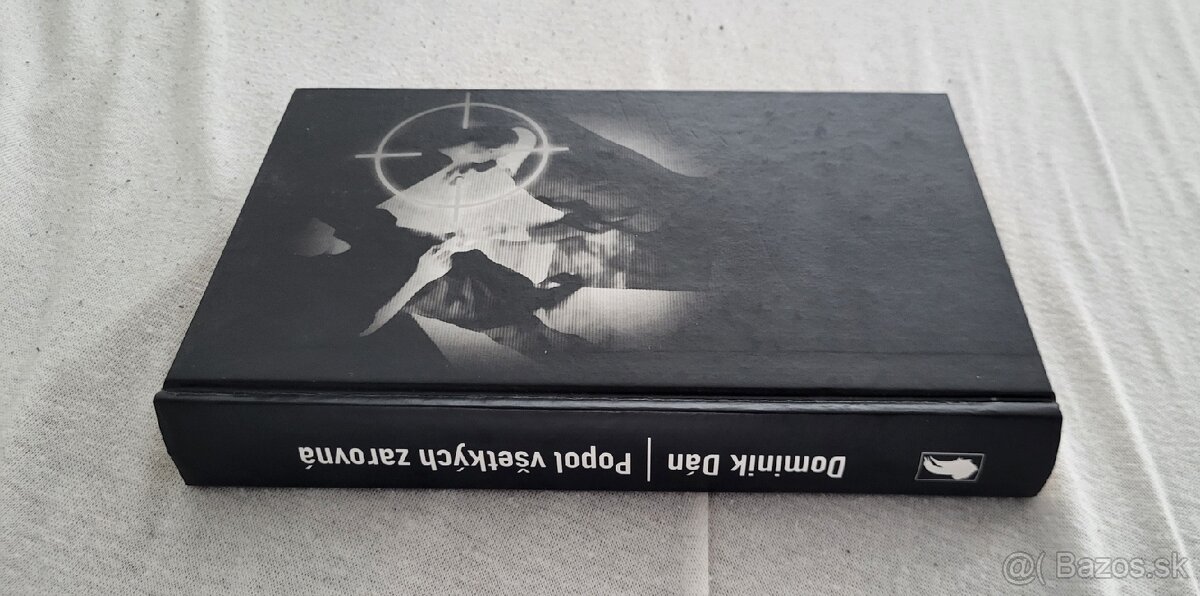 Dominik Dán | Popol všetkých zarovná
@( Bazos.sk